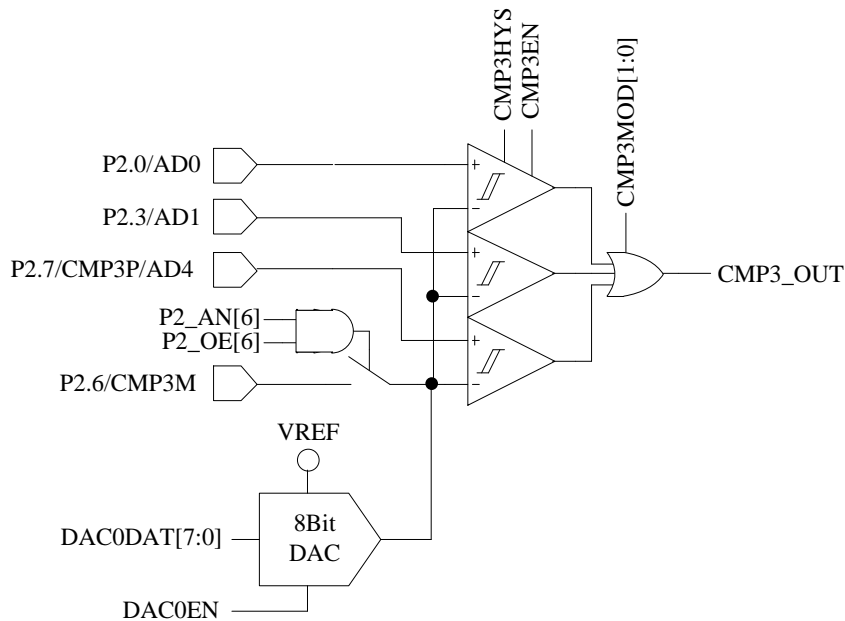 CMP3HYS
CMP3EN
CMP3MOD[1:0]
P2.0/AD0
+
-
P2.3/AD1
+
-
P2.7/CMP3P/AD4
+
-
CMP3_OUT
P2_AN[6]
P2_OE[6]
P2.6/CMP3M
VREF
DAC0DAT[7:0]
8Bit
DAC
DAC0EN